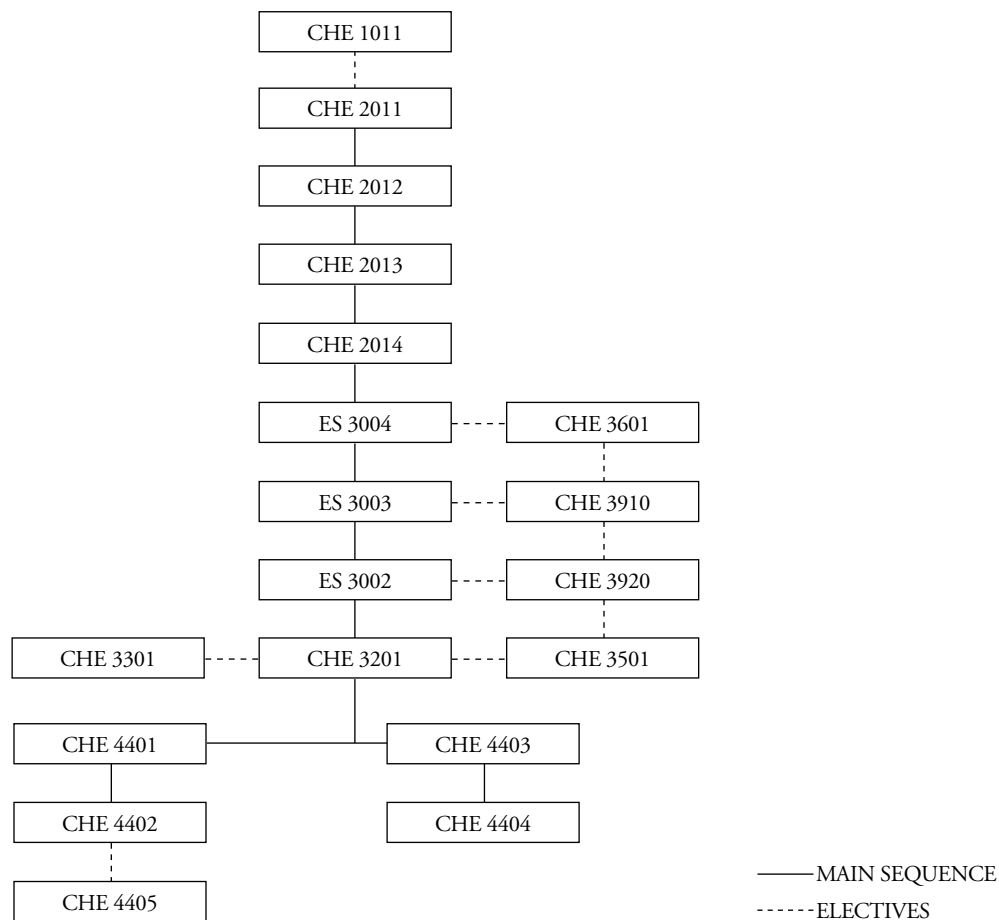 CHE 1011
CHE 2011
CHE 2012
CHE 2013
CHE 2014
ES 3004
CHE 3601
ES 3003
CHE 3910
ES 3002
CHE 3920
CHE 3301
CHE 3201
CHE 3501
CHE 4401
CHE 4403
CHE 4402
CHE 4404
CHE 4405
MAIN SEQUENCE
ELECTIVES